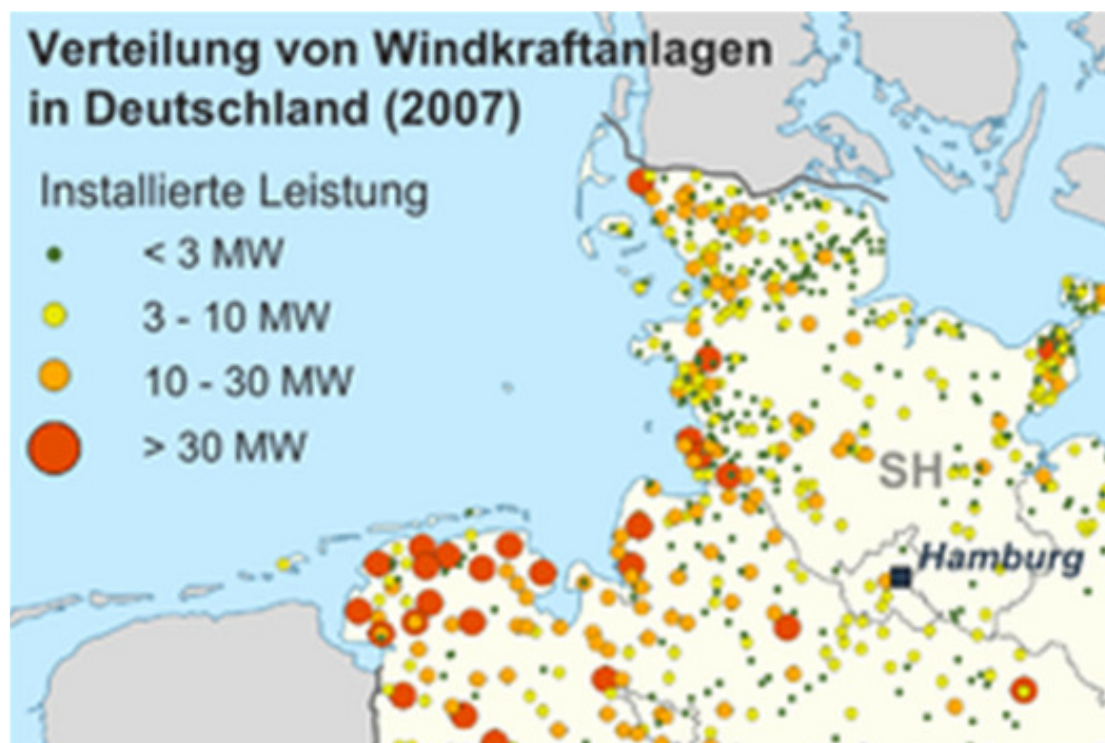 Verteilung von Windkraftanlagen
in Deutschland (2007)
Installierte Leistung
< 3 MW
3 - 10 MW
10 - 30 MW
> 30 MW
SH
Hamburg